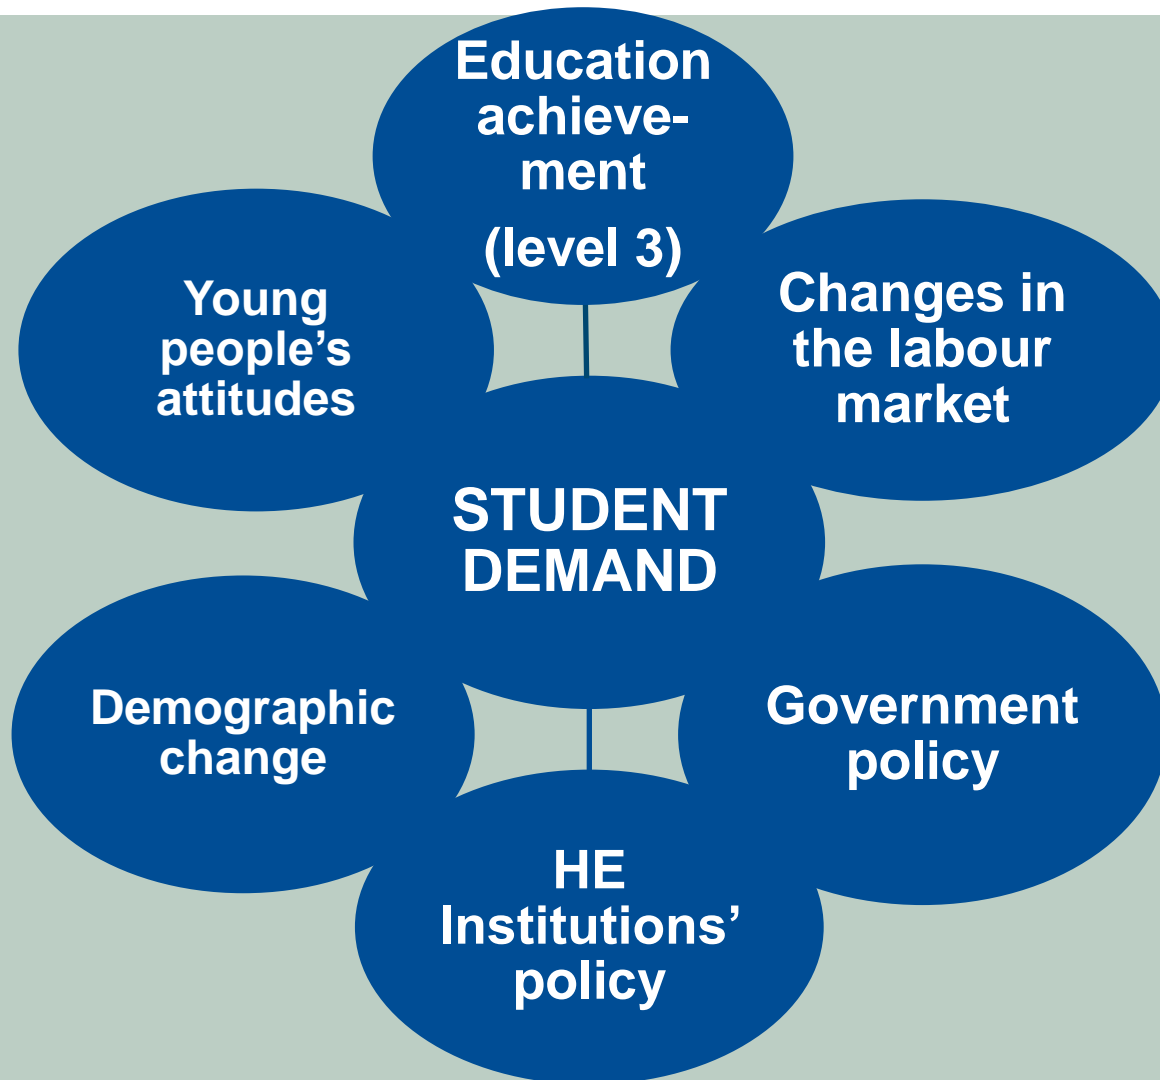 Education
achieve-
ment
(level 3)
Young
people’s
attitudes
Changes in
the labour
market
STUDENT
DEMAND
Demographic
change
Government
policy
HE
Institutions’
policy